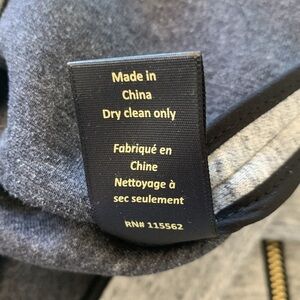 Made in
China
Dry clean only
Fabriqué en
Chine
Nettoyage à
sec seulement
RN# 115562